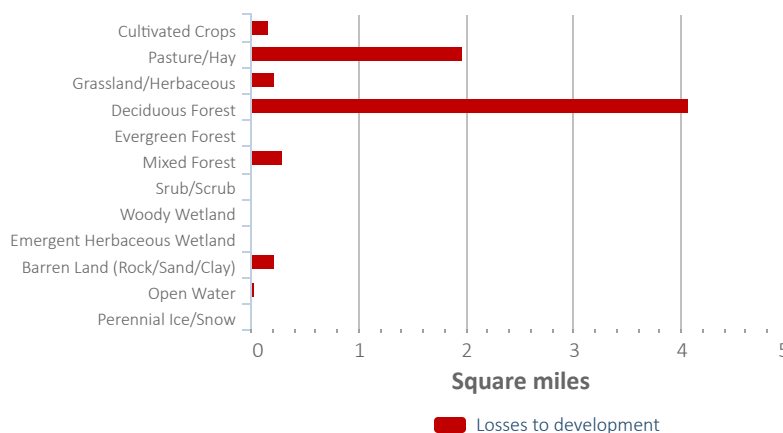 Cultivated Crops
Pasture/Hay
Grassland/Herbaceous
Deciduous Forest
Evergreen Forest
Mixed Forest
Srub/Scrub
Woody Wetland
Emergent Herbaceous Wetland
Barren Land (Rock/Sand/Clay)
Open Water
Perennial Ice/Snow
0 1 2 3 4 5
Square miles
Losses to development